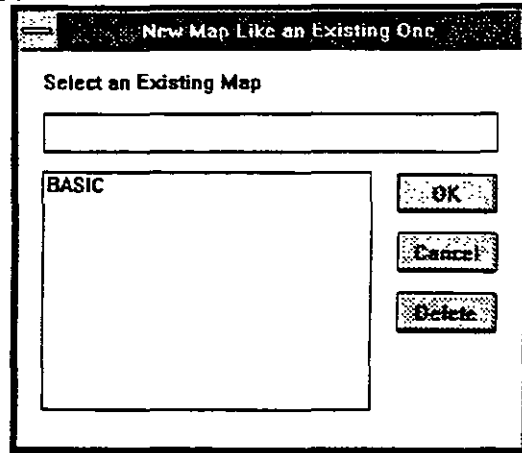 New Map Like an Existing One
Select an Existing Map
BASIC
OK
Cancel
Delete